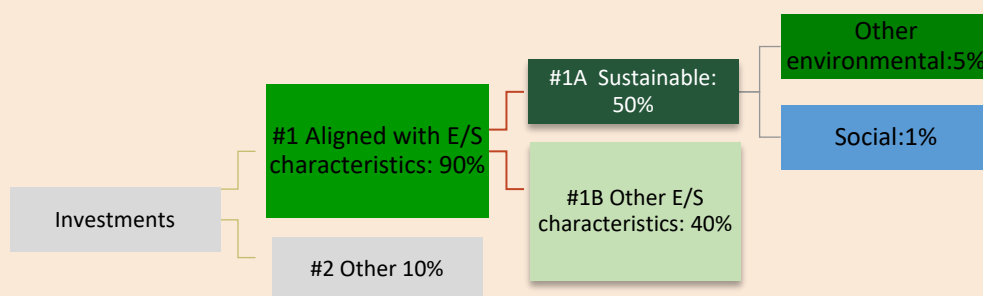 Investments
#1 Aligned with E/S
characteristics: 90%
#2 Other 10%
#1A Sustainable:
50%
#1B Other E/S
characteristics: 40%
Other
environmental:5%
Social:1%